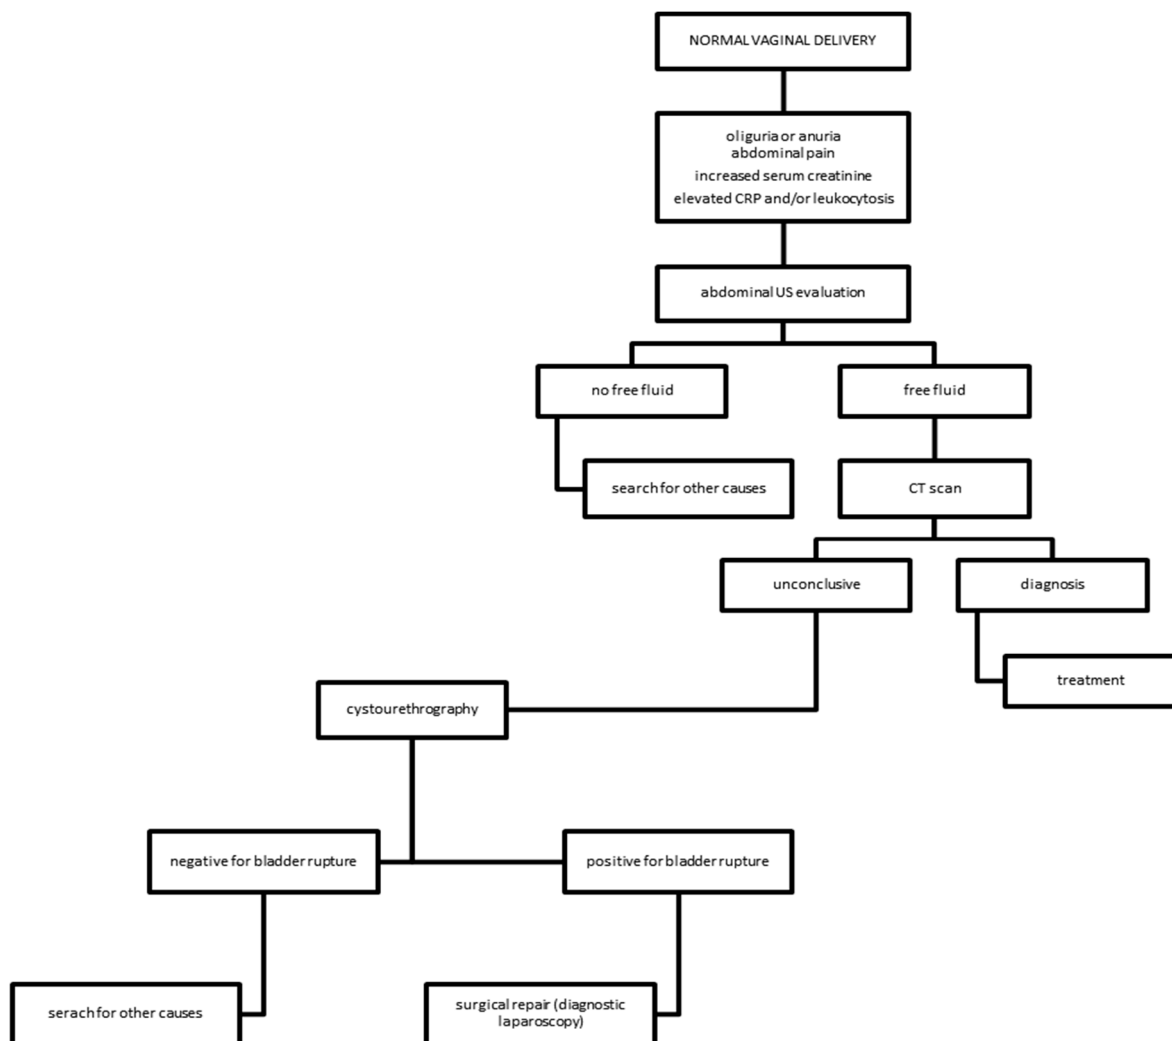 NORMAL VAGINAL DELIVERY
oliguria or anuria
abdominal pain
increased serum creatinine
elevated CRP and/or leukocytosis
abdominal US evaluation
no free fluid
free fluid
search for other causes
CT scan
unconclusive
diagnosis
treatment
cystourethrography
negative for bladder rupture
positive for bladder rupture
serach for other causes
surgical repair (diagnostic
laparoscopy)